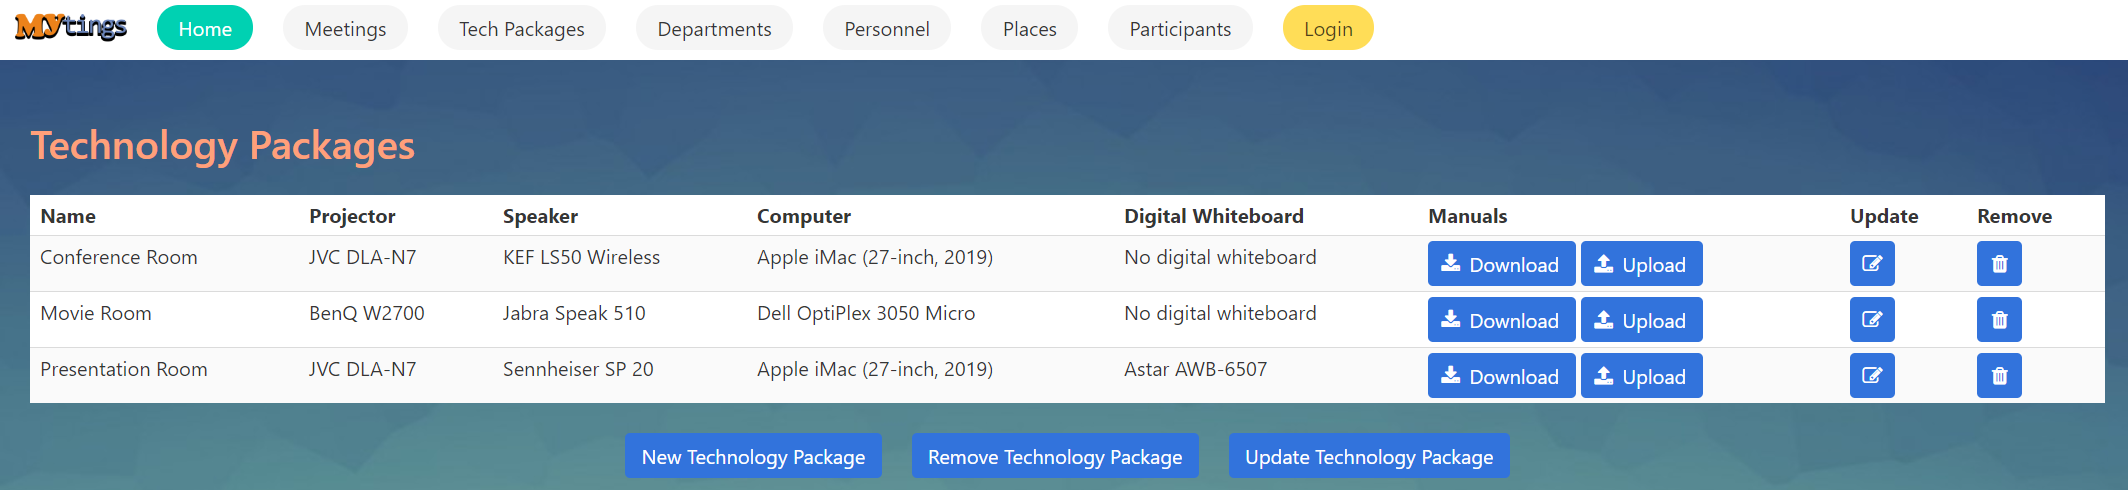 MYtings Home Meetings Tech Packages Departments Personnel Places Participants Login
Technology Packages
Name Projector Speaker Computer Digital Whiteboard Manuals Update Remove
Conference Room JVC DLA-N7 KEF LS50 Wireless Apple iMac (27-inch, 2019) No digital whiteboard Download Upload
Movie Room BenQ W2700 Jabra Speak 510 Dell OptiPlex 3050 Micro No digital whiteboard Download Upload
Presentation Room JVC DLA-N7 Sennheiser SP 20 Apple iMac (27-inch, 2019) Astar AWB-6507 Download Upload
New Technology Package Remove Technology Package Update Technology Package